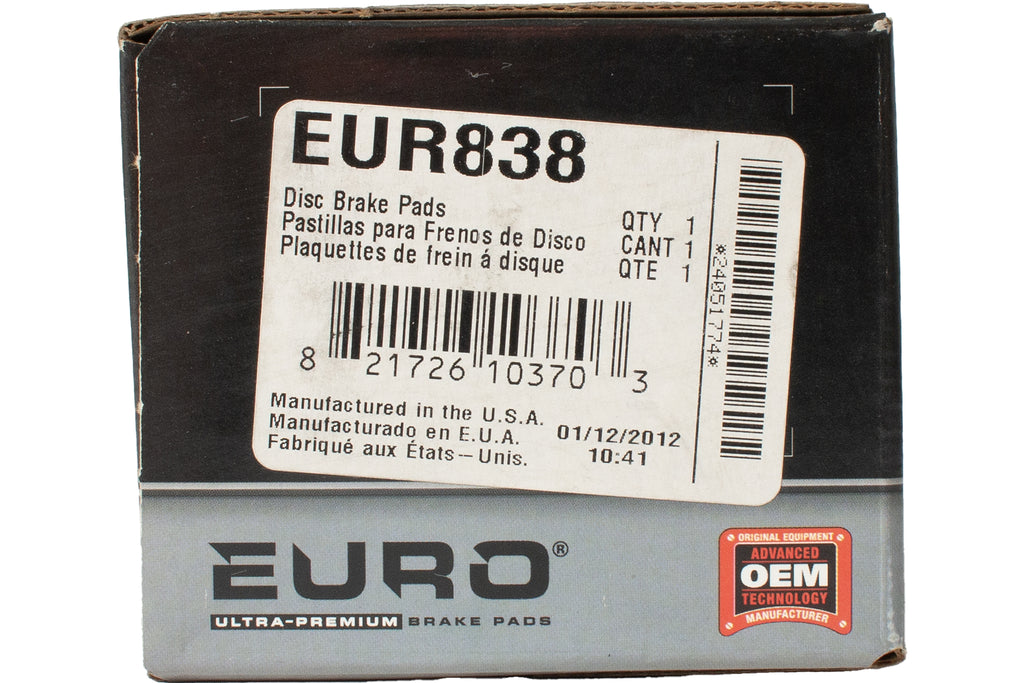 EUR838
Disc Brake Pads
Pastillas para Frenos de Disco
Plaquettes de frein á disque
QTY 1
CANT 1
QTE 1
8 21726 10370 3
*24051774*
Manufactured in the U.S.A.
Manufacturado en E.U.A.
Fabriqué aux États-Unis.
01/12/2012
10:41
EURO®
ULTRA-PREMIUM BRAKE PADS
ORIGINAL EQUIPMENT
ADVANCED
OEM
TECHNOLOGY
MANUFACTURER